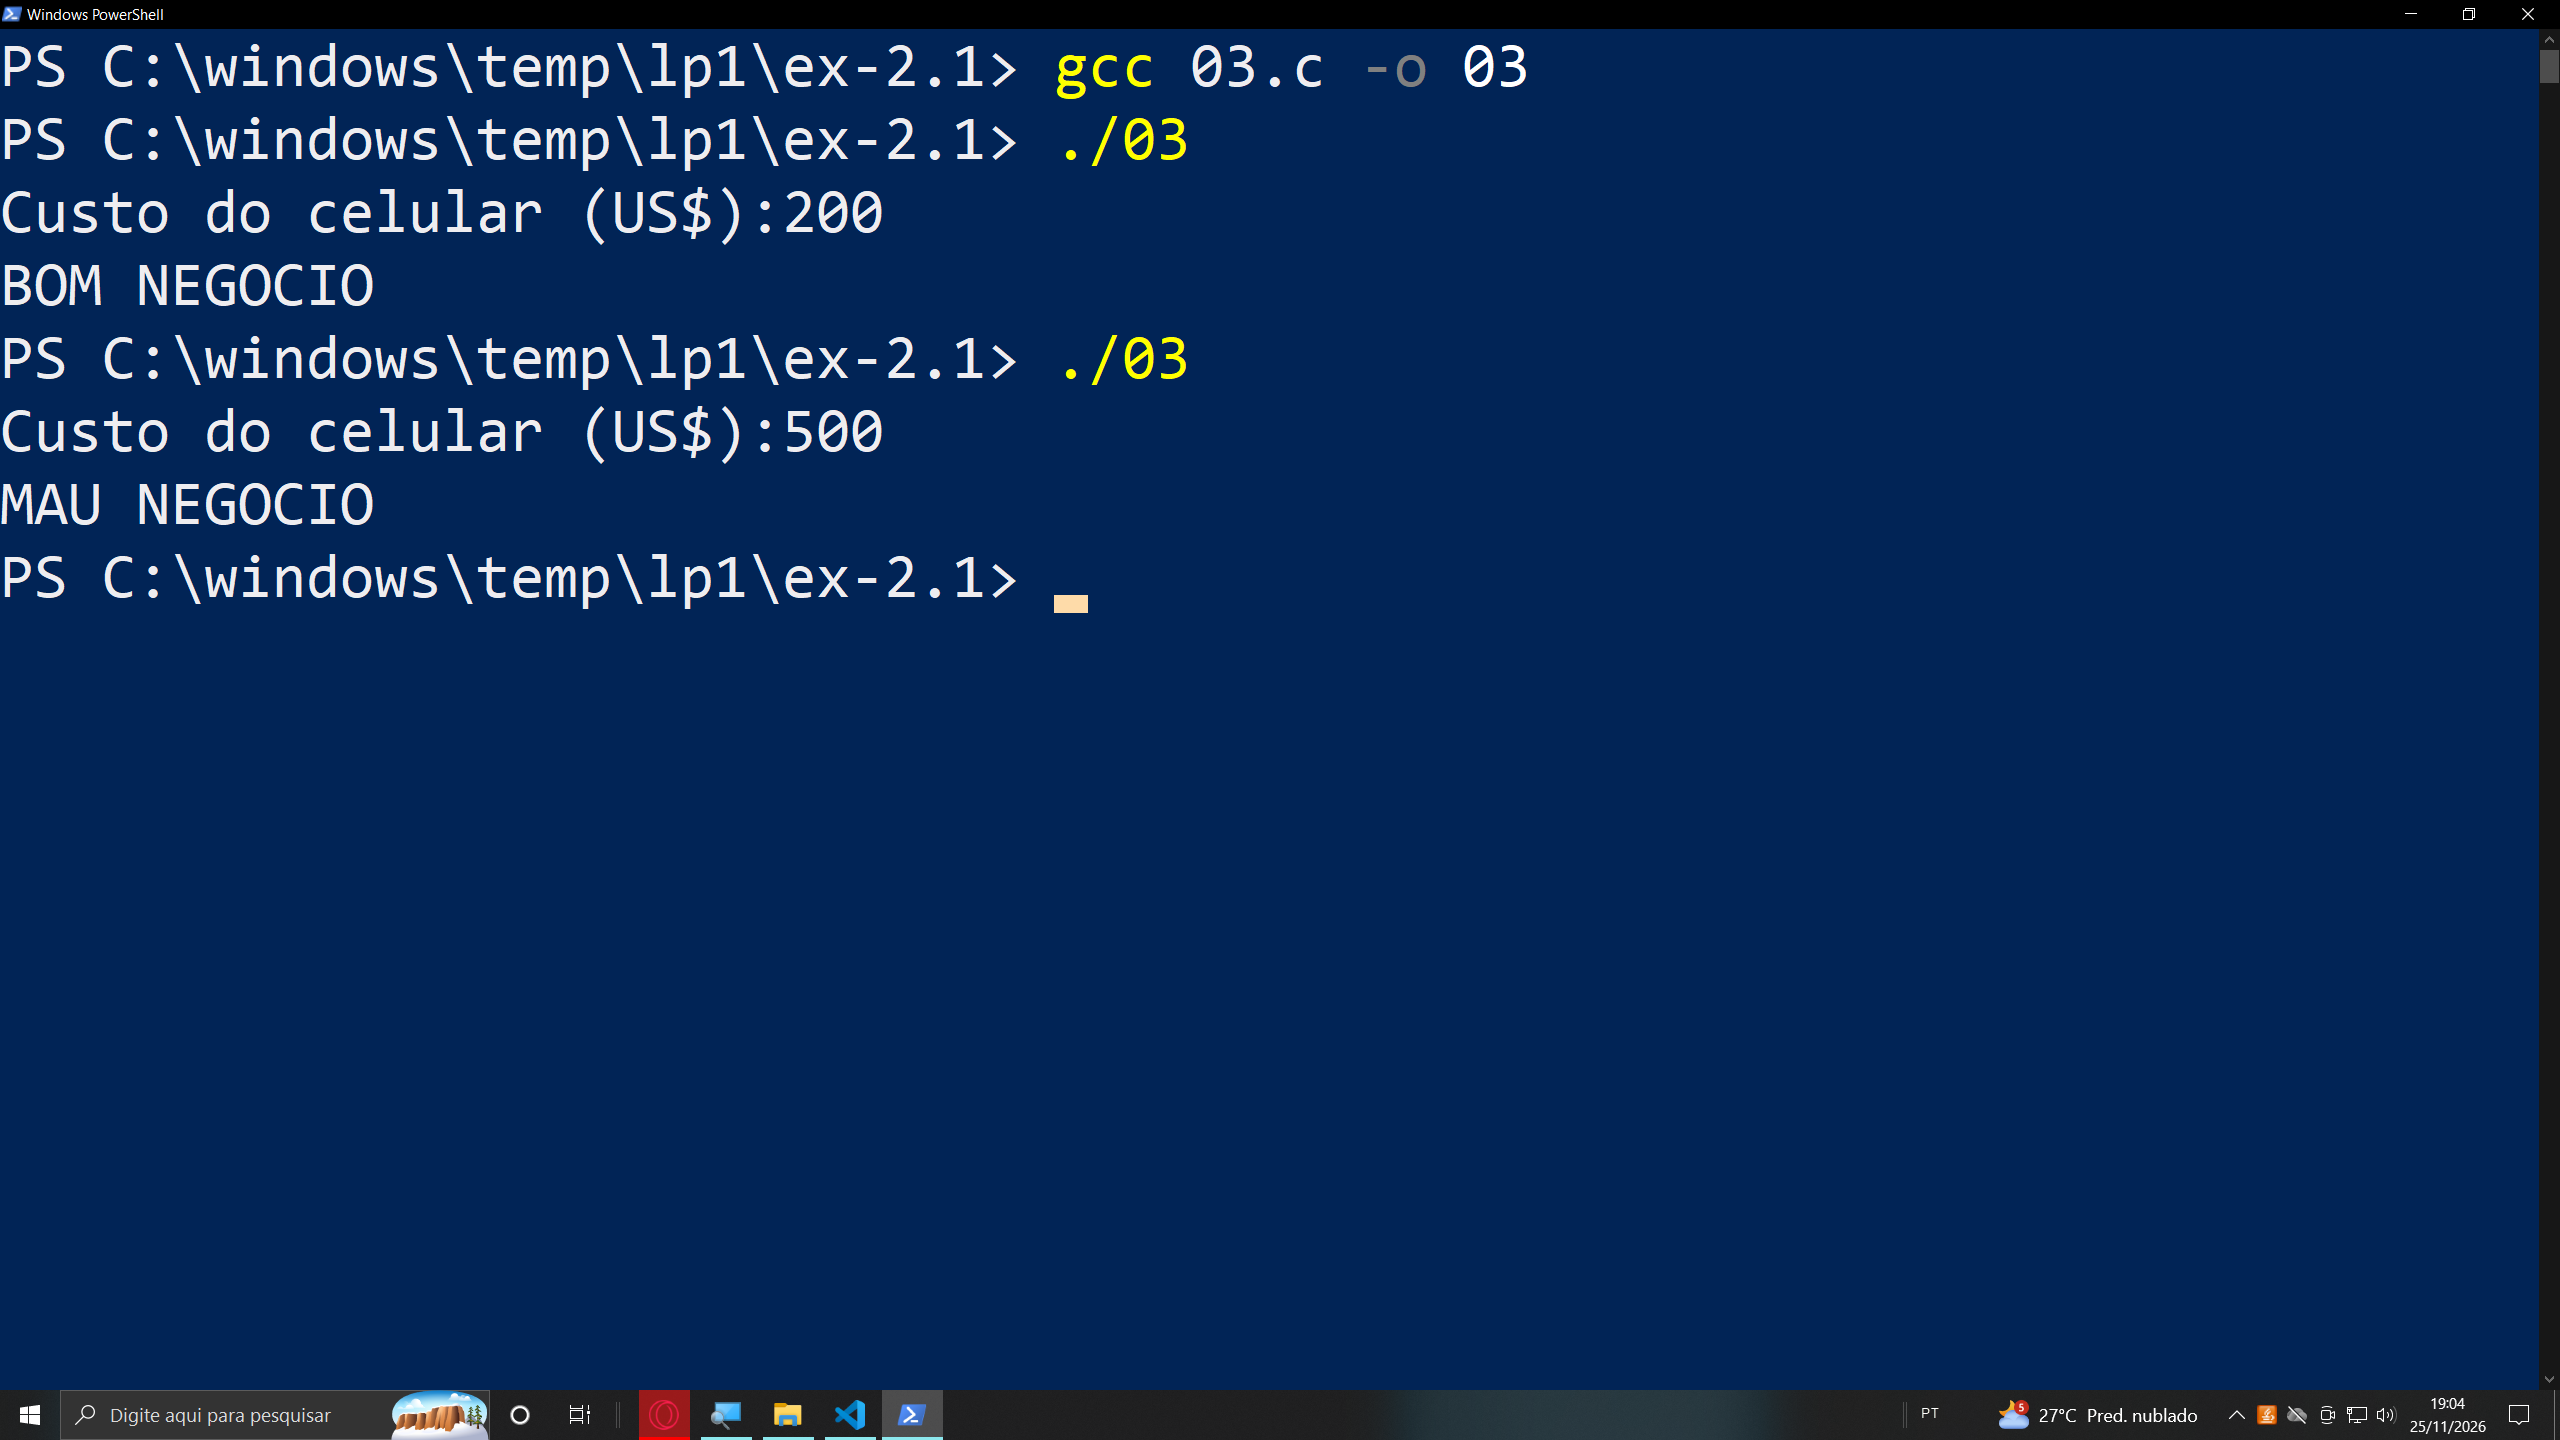 Windows PowerShell
PS C:\windows\temp\lp1\ex-2.1> gcc 03.c -o 03
PS C:\windows\temp\lp1\ex-2.1> ./03
Custo do celular (US$):200
BOM NEGOCIO
PS C:\windows\temp\lp1\ex-2.1> ./03
Custo do celular (US$):500
MAU NEGOCIO
PS C:\windows\temp\lp1\ex-2.1>
Digite aqui para pesquisar
PT
5
27°C Pred. nublado
19:04
25/11/2026